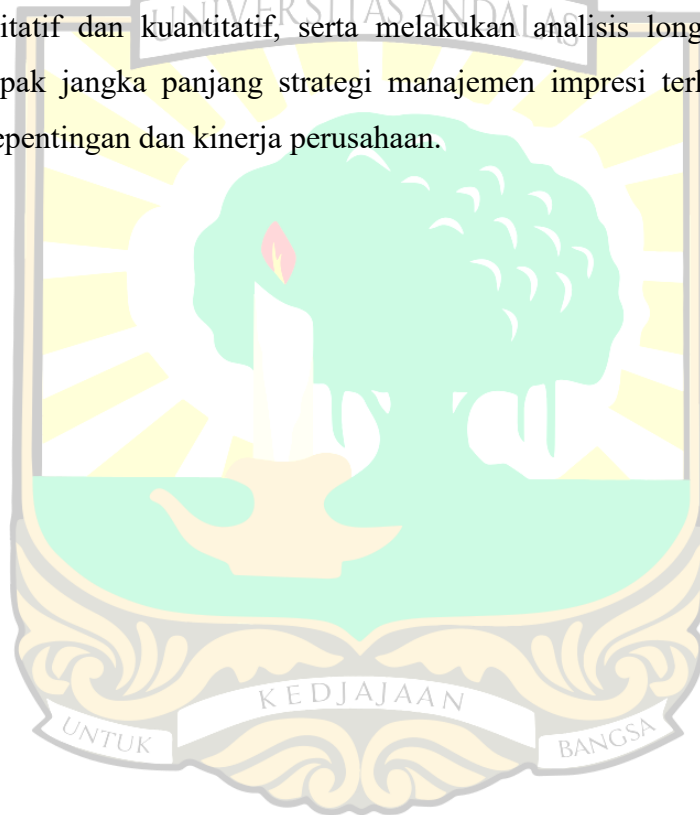 UNIVERSITAS ANDALAS
itatif dan kuantitatif, serta melakukan analisis long
pak jangka panjang strategi manajemen impresi terl
epentingan dan kinerja perusahaan.
KEDJAJAAN
UNTUK
BANGSA